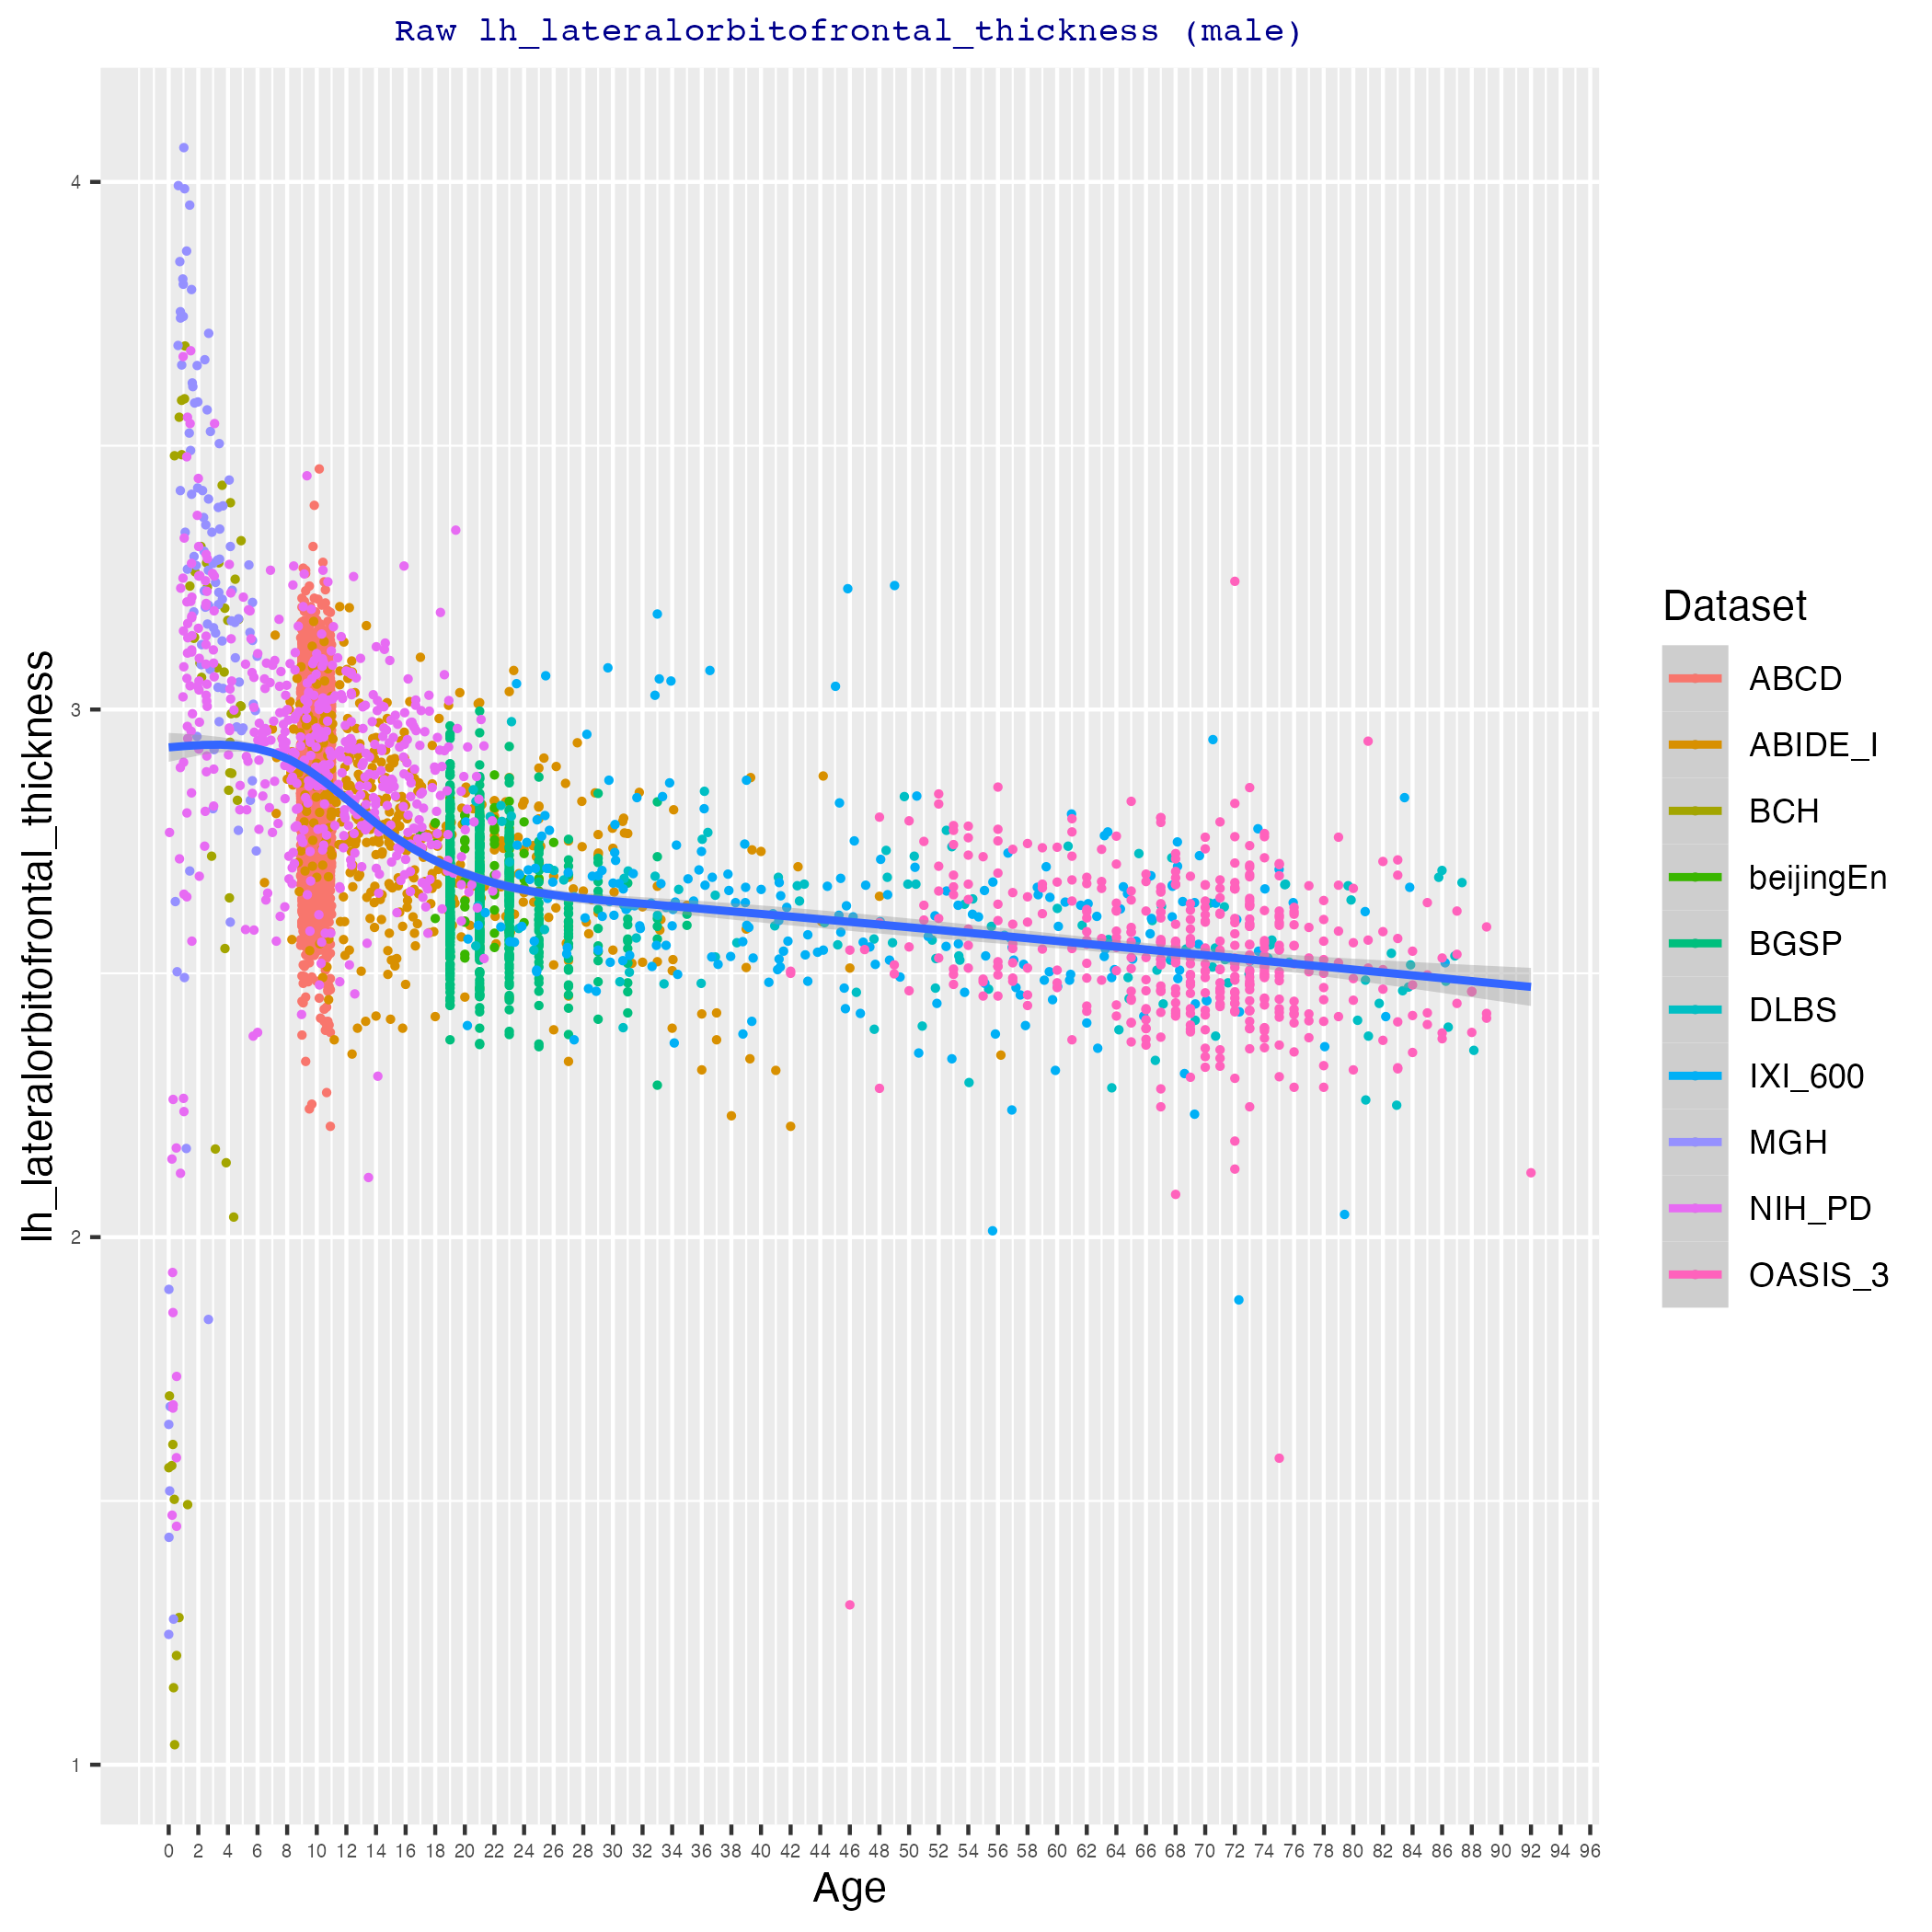 Raw lh_lateralorbitofrontal_thickness (male)
lh_lateralorbitofrontal_thickness
4
3
2
1
0 2 4 6 8 10 12 14 16 18 20 22 24 26 28 30 32 34 36 38 40 42 44 46 48 50 52 54 56 58 60 62 64 66 68 70 72 74 76 78 80 82 84 86 88 90 92 94 96
Age
Dataset
ABCD
ABIDE_I
BCH
beijingEn
BGSP
DLBS
IXI_600
MGH
NIH_PD
OASIS_3